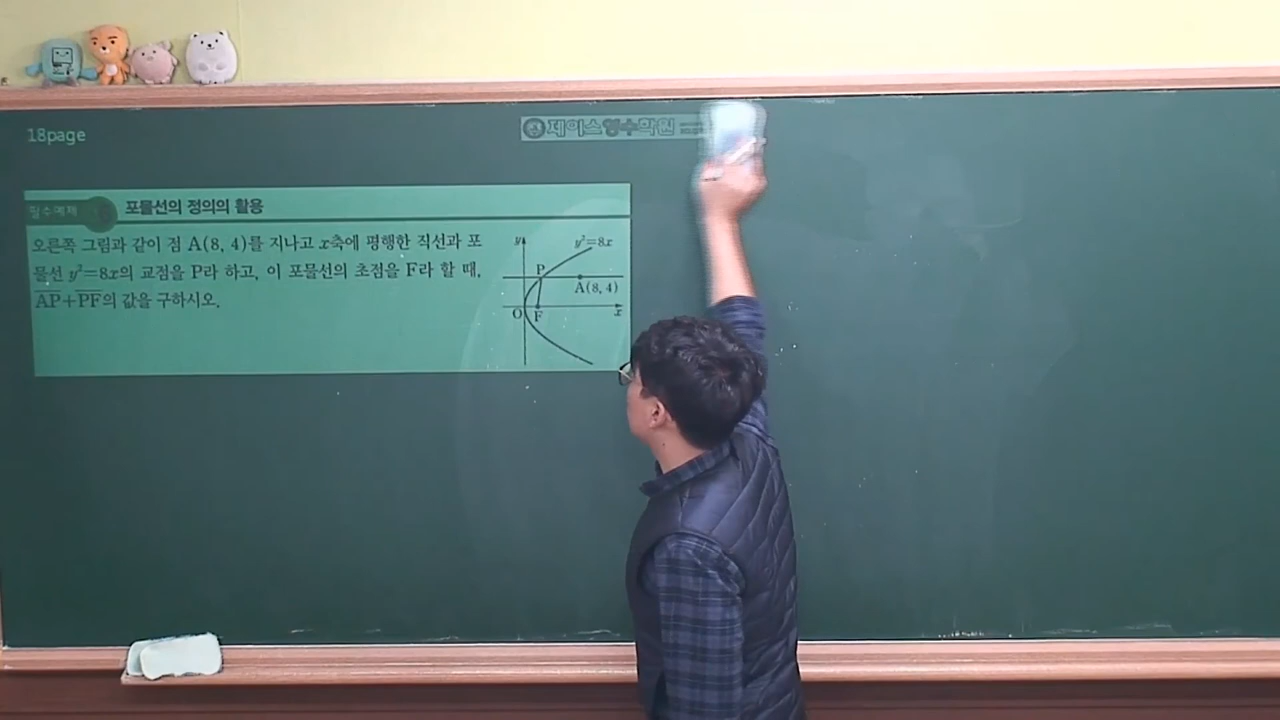 18page
제이스영수학원
필수예제
포물선의 정의의 활용
오른쪽 그림과 같이 점 A(8, 4)를 지나고 x축에 평행한 직선과 포
물선 y²=8x의 교점을 P라 하고, 이 포물선의 초점을 F라 할 때,
AP+PF의 값을 구하시오.
y
y²=8x
P
A(8, 4)
O
F
x